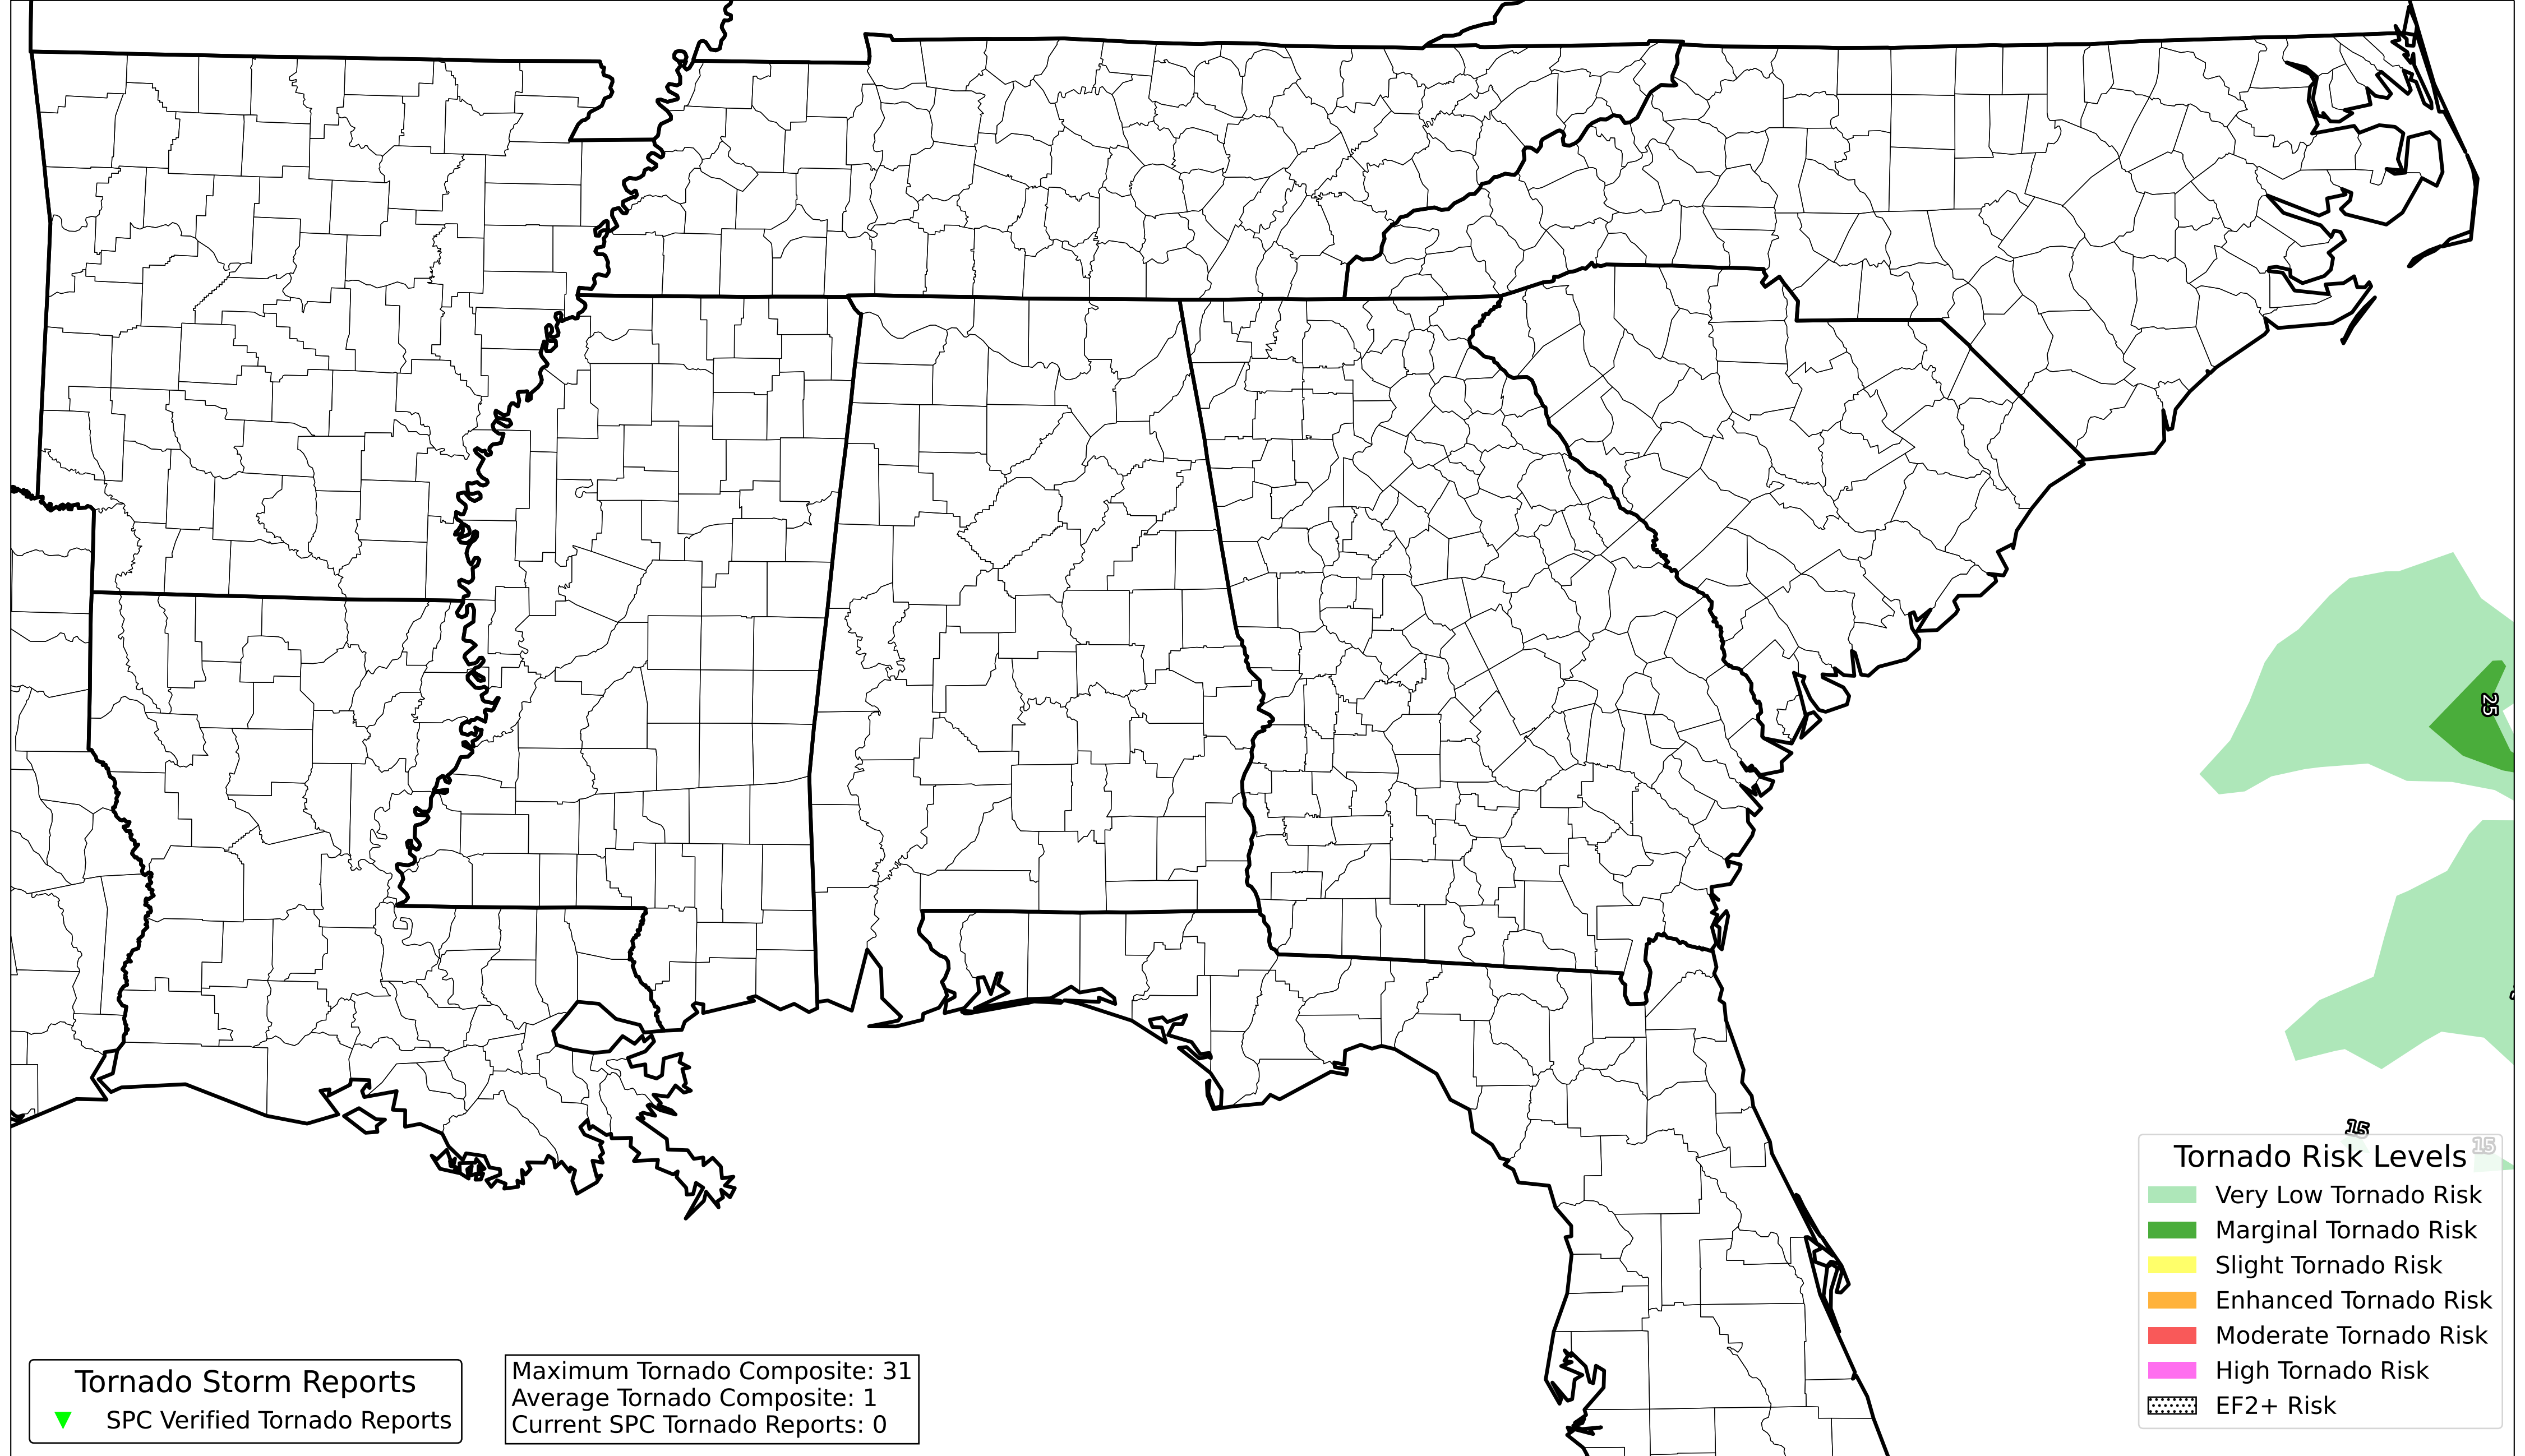 25
15
15
Tornado Risk Levels
Very Low Tornado Risk
Marginal Tornado Risk
Slight Tornado Risk
Enhanced Tornado Risk
Moderate Tornado Risk
High Tornado Risk
EF2+ Risk
Tornado Storm Reports
SPC Verified Tornado Reports
Maximum Tornado Composite: 31
Average Tornado Composite: 1
Current SPC Tornado Reports: 0